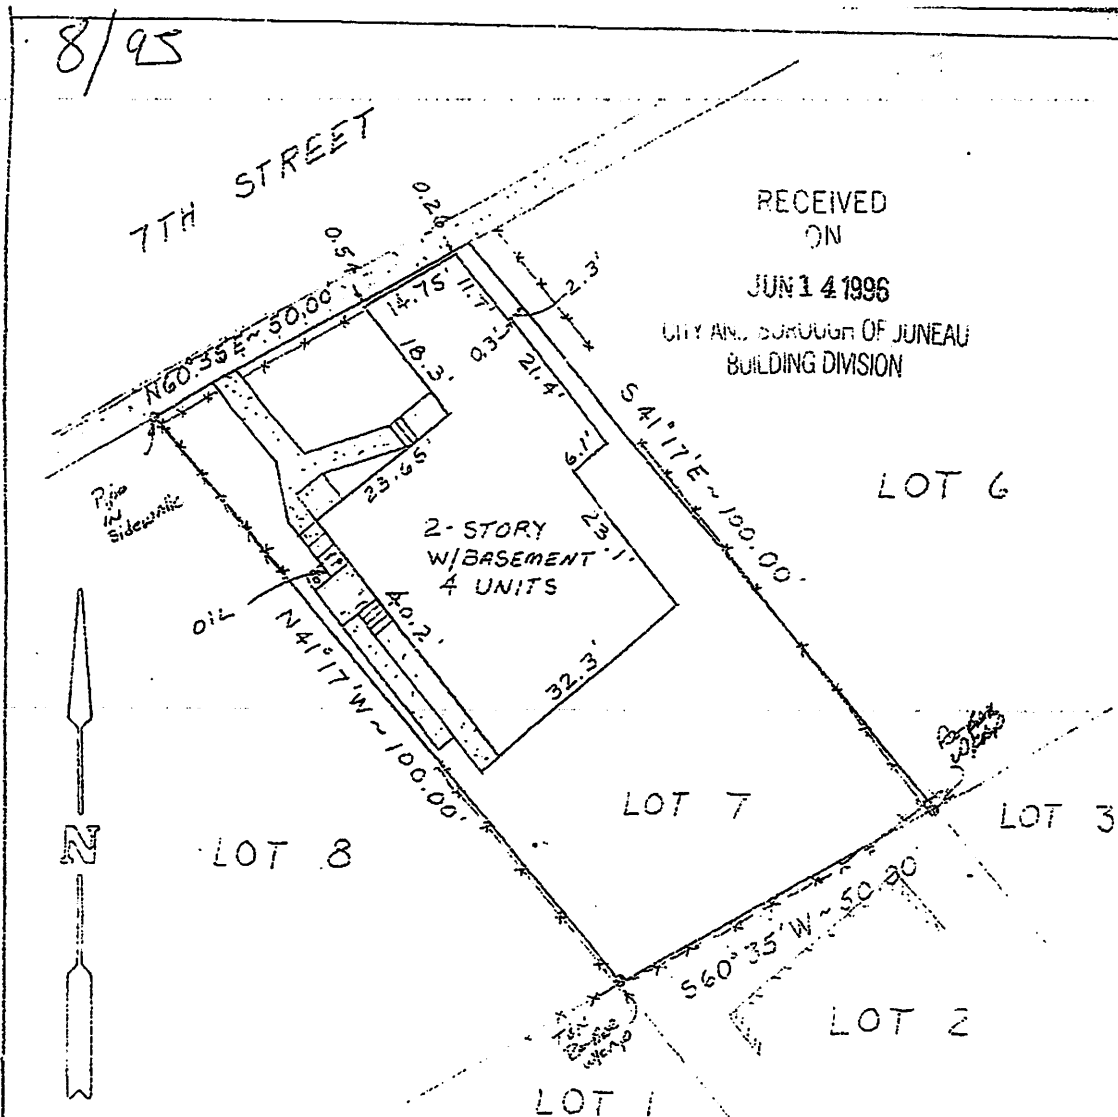 8/95
7TH STREET
RECEIVED
ON
JUN 14 1996
CITY AND BOROUGH OF JUNEAU
BUILDING DIVISION
0.2
0.5
N60°35'E ~ 50.00'
14.75'
11.7'
2.3'
0.3'
18.3'
21.4'
6.1'
S 41°17'E ~ 100.00'
LOT 6
Pipe
IN
Sidewalk
23.65'
2-STORY
W/BASEMENT
4 UNITS
23.1'
OIL
40.2'
32.3'
N41°17'W ~ 100.00'
N
LOT 8
LOT 7
LOT 3
S60°35'W ~ 50.00
LOT 2
LOT 1